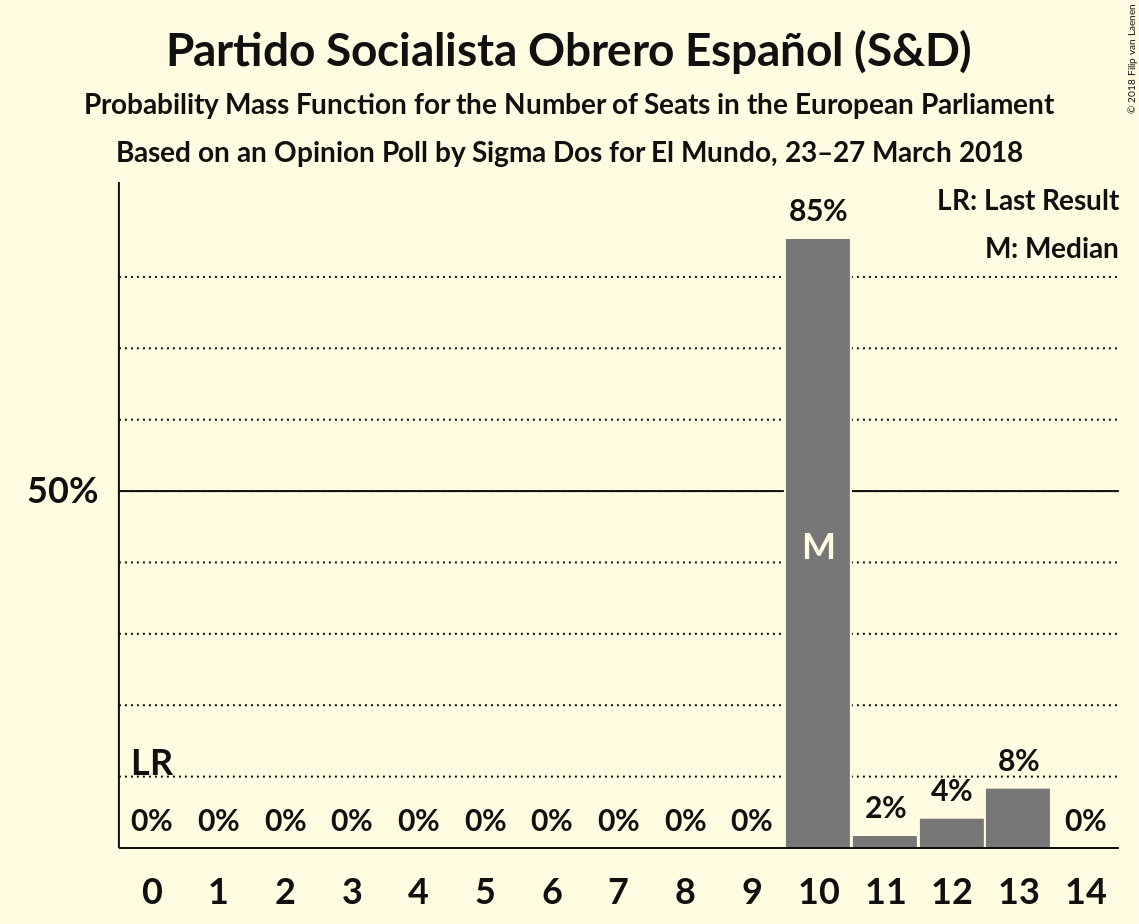 Partido Socialista Obrero Español (S&D)
Probability Mass Function for the Number of Seats in the European Parliament
Based on an Opinion Poll by Sigma Dos for El Mundo, 23–27 March 2018
© 2018 Filip van Laenen
LR: Last Result
M: Median
85%
50%
M
LR
0% 0% 0% 0% 0% 0% 0% 0% 0% 0% 2% 4% 8% 0%
0 1 2 3 4 5 6 7 8 9 10 11 12 13 14